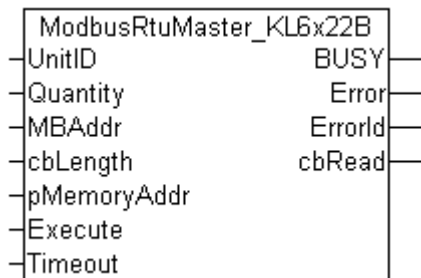 ModbusRtuMaster_KL6x22B
UnitID BUSY
Quantity Error
MBAddr ErrorId
cbLength cbRead
pMemoryAddr
Execute
Timeout